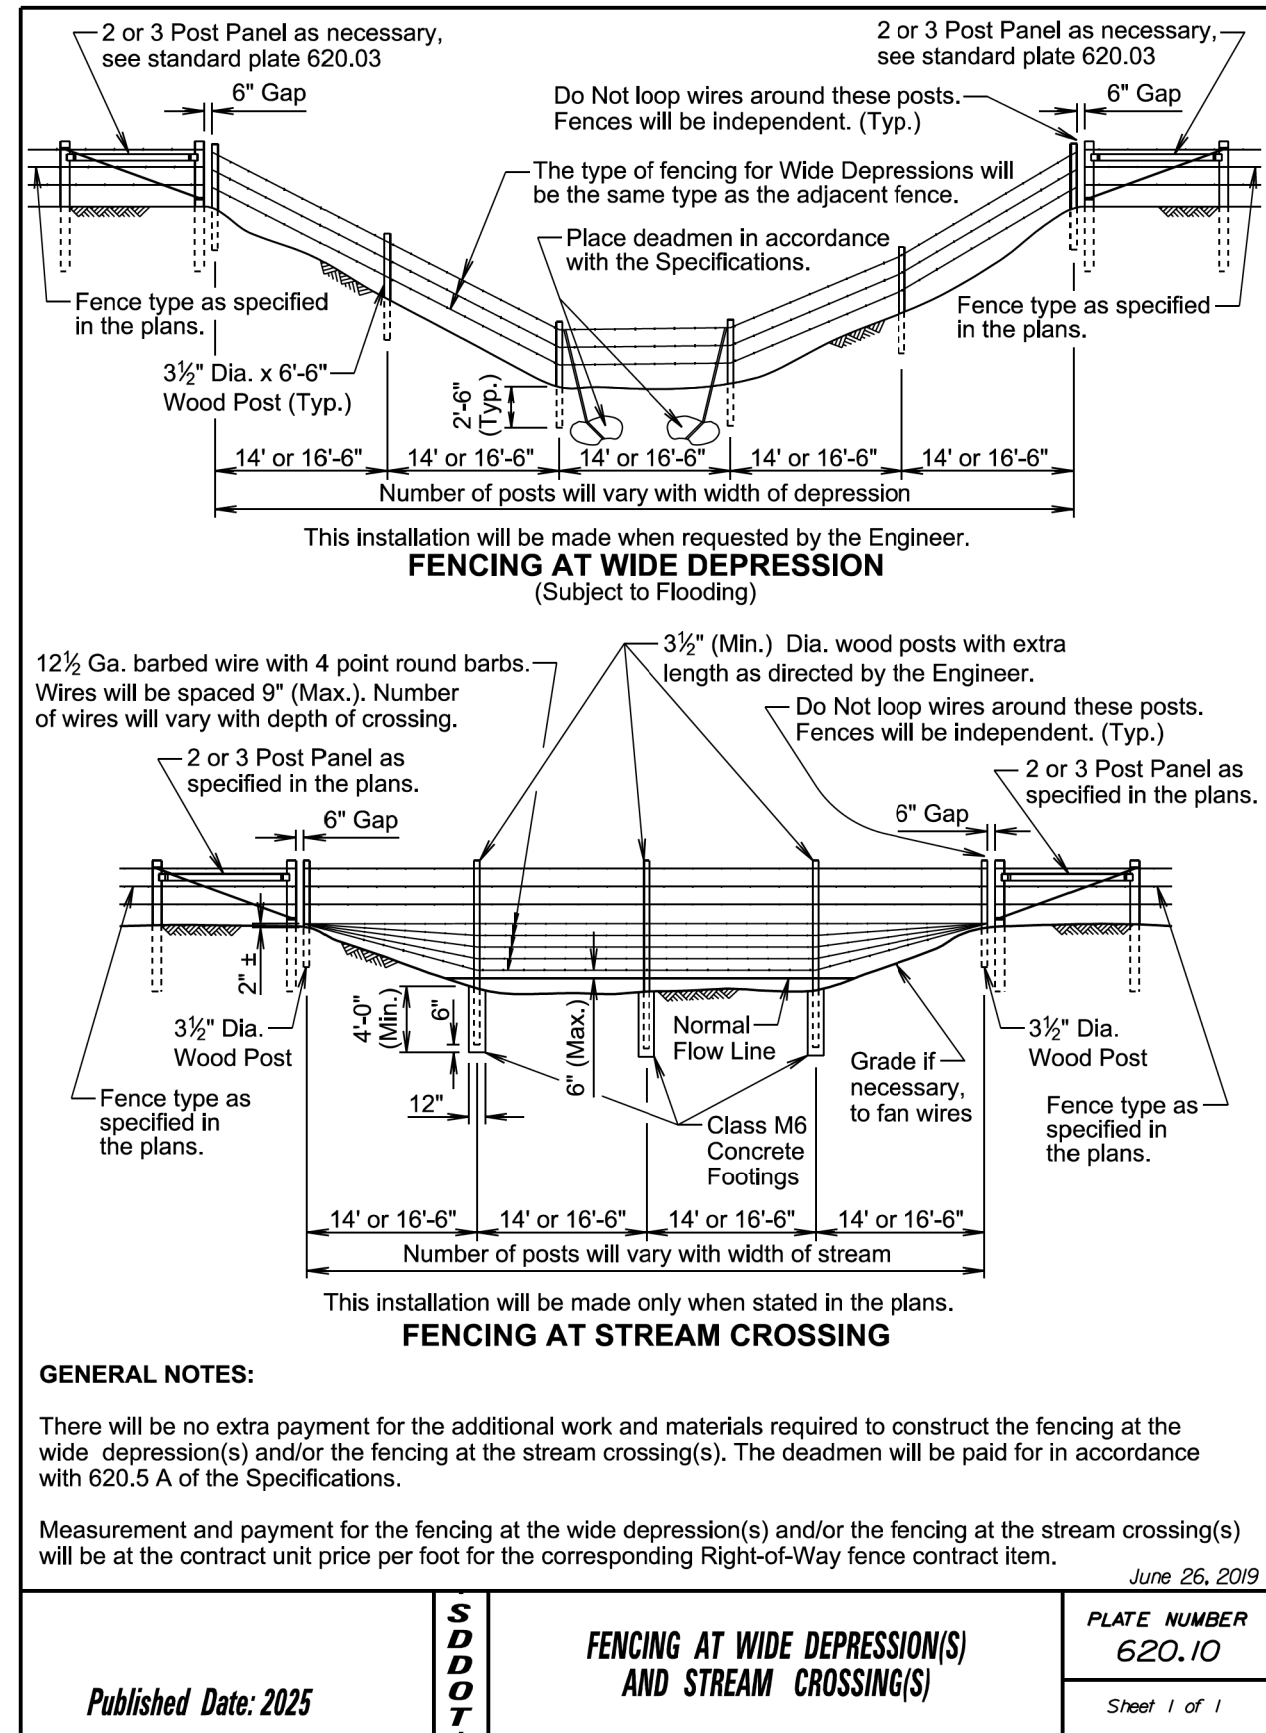 2 or 3 Post Panel as necessary,
see standard plate 620.03
2 or 3 Post Panel as necessary,
see standard plate 620.03
6" Gap
Do Not loop wires around these posts.
Fences will be independent. (Typ.)
6" Gap
The type of fencing for Wide Depressions will
be the same type as the adjacent fence.
Place deadmen in accordance
with the Specifications.
Fence type as specified
in the plans.
Fence type as specified
in the plans.
3½" Dia. x 6'-6"
Wood Post (Typ.)
2'-6"
(Typ.)
14' or 16'-6"
14' or 16'-6"
14' or 16'-6"
14' or 16'-6"
14' or 16'-6"
Number of posts will vary with width of depression
This installation will be made when requested by the Engineer.
FENCING AT WIDE DEPRESSION
(Subject to Flooding)
12½ Ga. barbed wire with 4 point round barbs.
Wires will be spaced 9" (Max.). Number
of wires will vary with depth of crossing.
3½" (Min.) Dia. wood posts with extra
length as directed by the Engineer.
Do Not loop wires around these posts.
Fences will be independent. (Typ.)
2 or 3 Post Panel as
specified in the plans.
2 or 3 Post Panel as
specified in the plans.
6" Gap
6" Gap
2" ±
4'-0"
(Min.)
6"
6" (Max.)
3½" Dia.
Wood Post
Normal
Flow Line
Grade if
necessary,
to fan wires
3½" Dia.
Wood Post
Fence type as
specified in
the plans.
12"
Class M6
Concrete
Footings
Fence type as
specified in
the plans.
14' or 16'-6"
14' or 16'-6"
14' or 16'-6"
14' or 16'-6"
Number of posts will vary with width of stream
This installation will be made only when stated in the plans.
FENCING AT STREAM CROSSING
GENERAL NOTES:
There will be no extra payment for the additional work and materials required to construct the fencing at the
wide depression(s) and/or the fencing at the stream crossing(s). The deadmen will be paid for in accordance
with 620.5 A of the Specifications.
Measurement and payment for the fencing at the wide depression(s) and/or the fencing at the stream crossing(s)
will be at the contract unit price per foot for the corresponding Right-of-Way fence contract item.
June 26, 2019
Published Date: 2025
S
D
D
O
T
FENCING AT WIDE DEPRESSION(S)
AND STREAM CROSSING(S)
PLATE NUMBER
620.10
Sheet 1 of 1